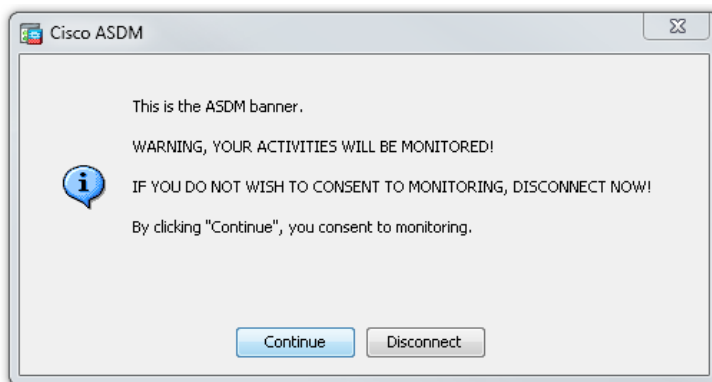 Cisco ASDM
This is the ASDM banner.
WARNING, YOUR ACTIVITIES WILL BE MONITORED!
IF YOU DO NOT WISH TO CONSENT TO MONITORING, DISCONNECT NOW!
By clicking "Continue", you consent to monitoring.
Continue
Disconnect